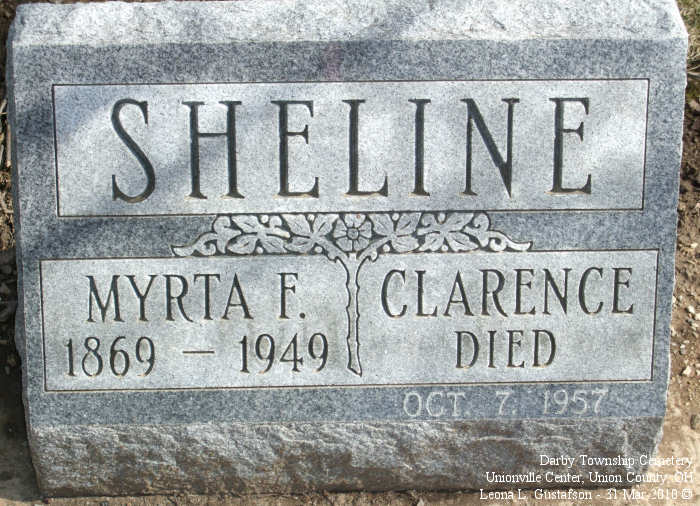 SHELINE
MYRTA F.
1869 – 1949
CLARENCE
DIED
OCT. 7. 1957
Darby Township Cemetery
Unionville Center, Union County, OH
Leona L. Gustafson ~ 31 Mar 2010 ©